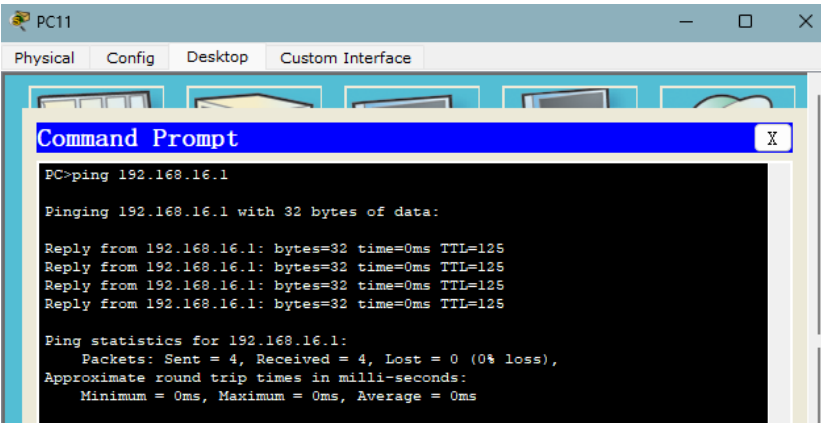 PC11
Physical Config Desktop Custom Interface
Command Prompt X
PC>ping 192.168.16.1
Pinging 192.168.16.1 with 32 bytes of data:
Reply from 192.168.16.1: bytes=32 time=0ms TTL=125
Reply from 192.168.16.1: bytes=32 time=0ms TTL=125
Reply from 192.168.16.1: bytes=32 time=0ms TTL=125
Reply from 192.168.16.1: bytes=32 time=0ms TTL=125
Ping statistics for 192.168.16.1:
Packets: Sent = 4, Received = 4, Lost = 0 (0% loss),
Approximate round trip times in milli-seconds:
Minimum = 0ms, Maximum = 0ms, Average = 0ms